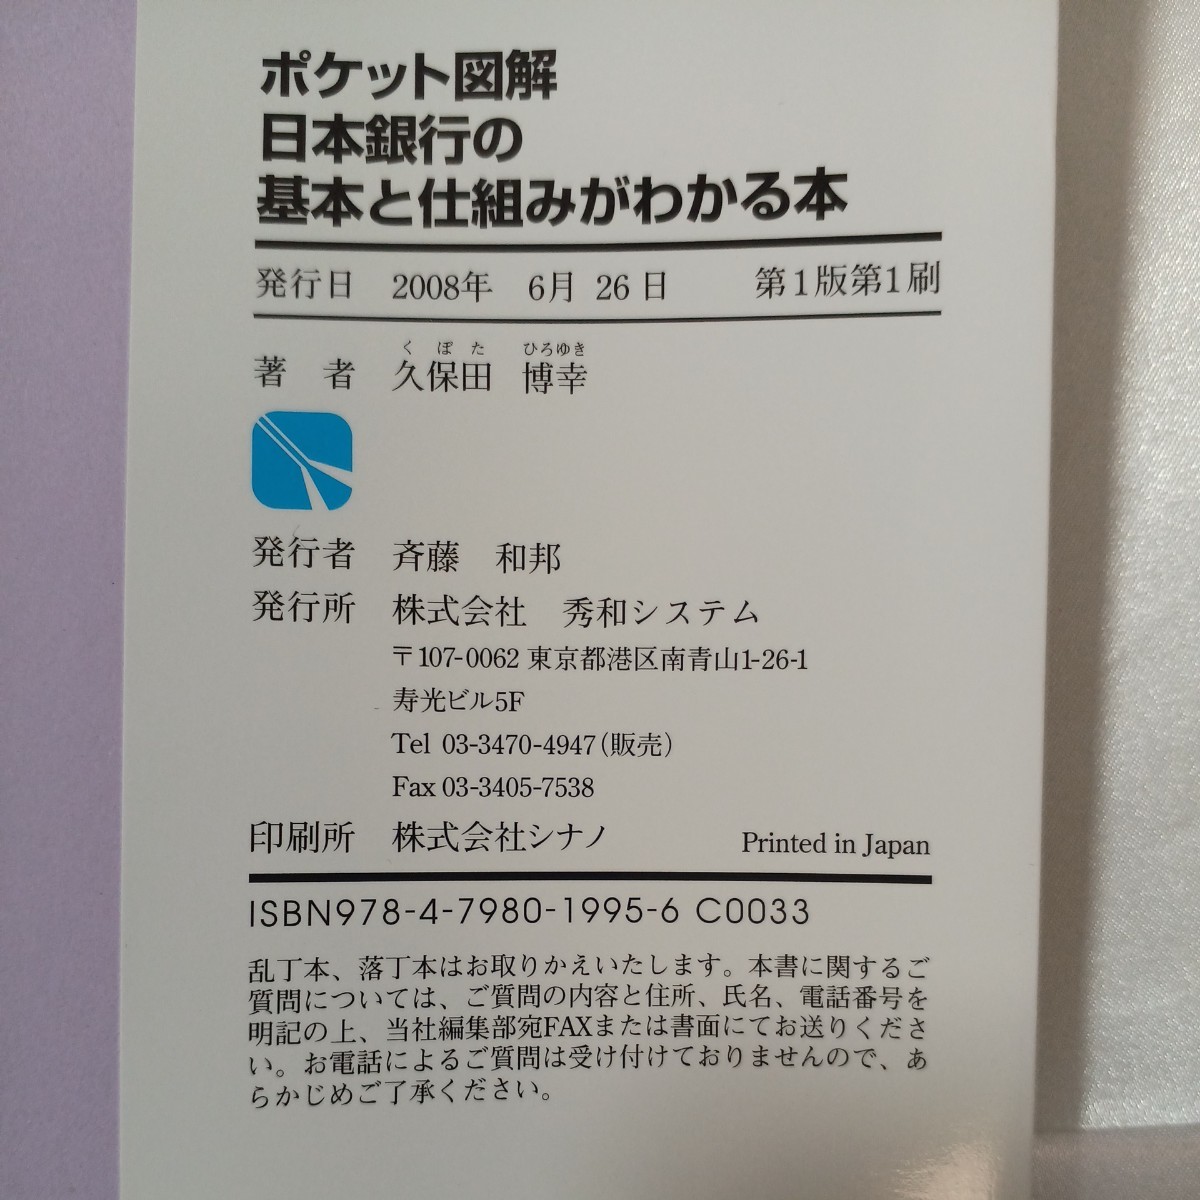 ポケット図解
日本銀行の
基本と仕組みがわかる本
発行日 2008年 6月 26日 第1版第1刷
くぼた ひろゆき
著 者 久保田 博幸
発行者 斉藤 和邦
発行所 株式会社 秀和システム
〒107-0062 東京都港区南青山1-26-1
寿光ビル5F
Tel 03-3470-4947(販売)
Fax 03-3405-7538
印刷所 株式会社シナノ Printed in Japan
ISBN978-4-7980-1995-6 C0033
乱丁本、落丁本はお取りかえいたします。本書に関するご
質問については、ご質問の内容と住所、氏名、電話番号を
明記の上、当社編集部宛FAXまたは書面にてお送りくださ
い。お電話によるご質問は受け付けておりませんので、あ
らかじめご了承ください。